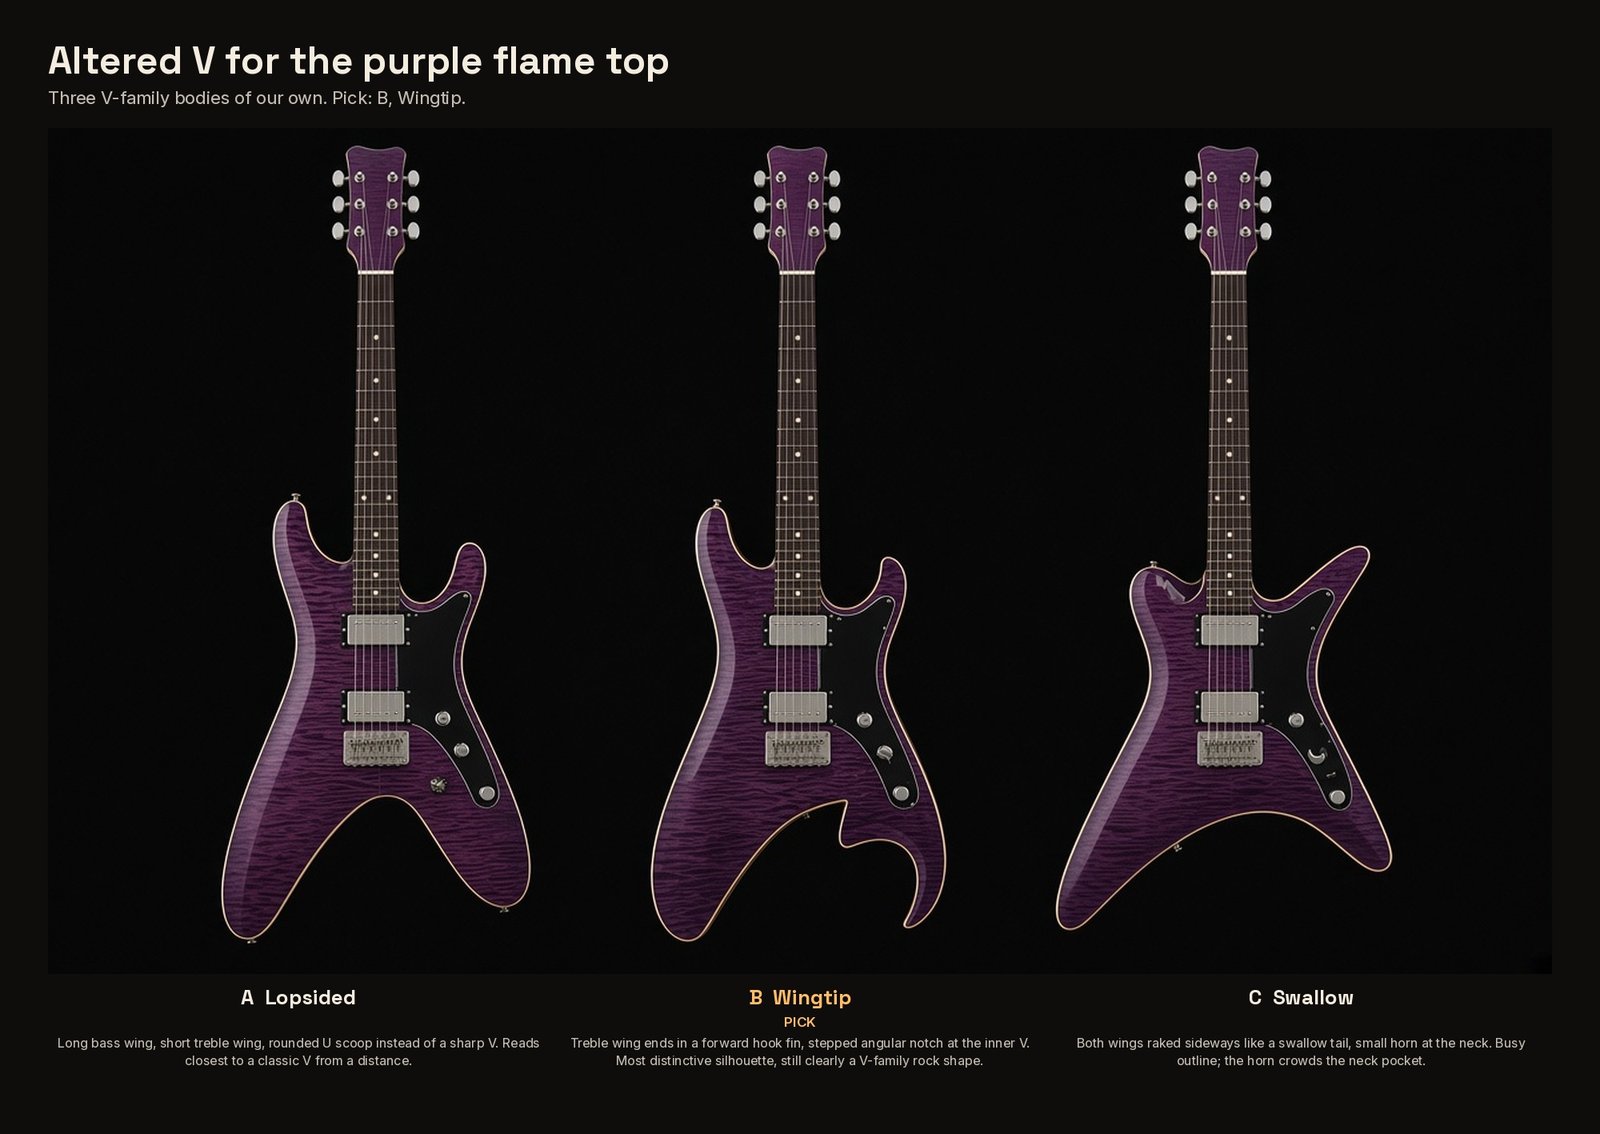 Altered V for the purple flame top
Three V-family bodies of our own. Pick: B, Wingtip.
A Lopsided
Long bass wing, short treble wing, rounded U scoop instead of a sharp V. Reads
closest to a classic V from a distance.
B Wingtip
PICK
Treble wing ends in a forward hook fin, stepped angular notch at the inner V.
Most distinctive silhouette, still clearly a V-family rock shape.
C Swallow
Both wings raked sideways like a swallow tail, small horn at the neck. Busy
outline; the horn crowds the neck pocket.